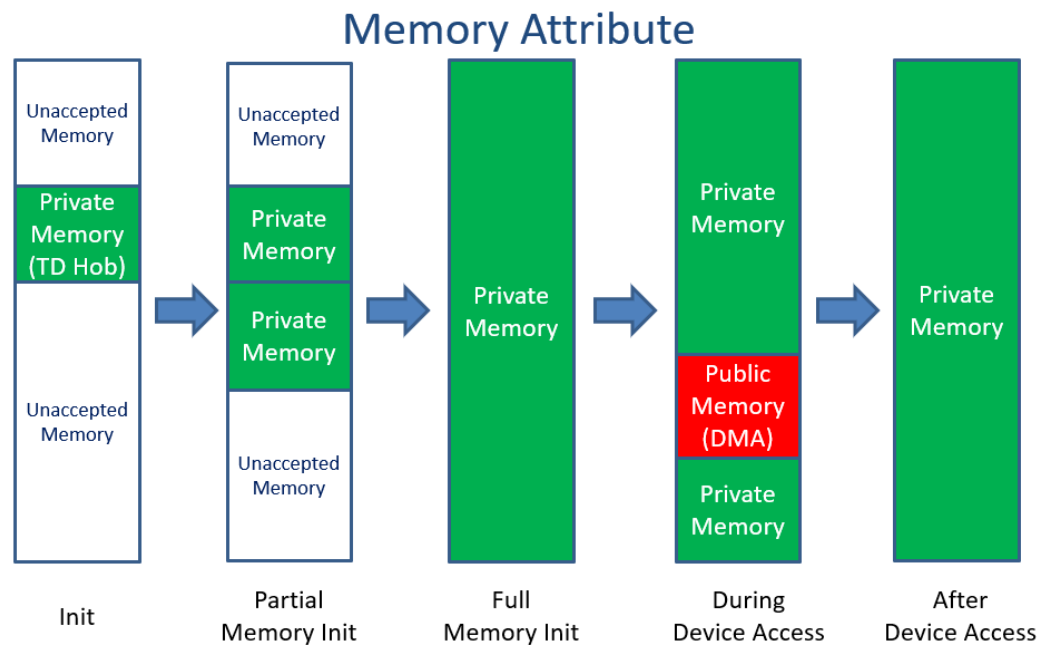 Memory Attribute
Unaccepted
Memory
Private
Memory
(TD Hob)
Unaccepted
Memory
Init
Unaccepted
Memory
Private
Memory
Private
Memory
Unaccepted
Memory
Partial
Memory Init
Private
Memory
Full
Memory Init
Private
Memory
Public
Memory
(DMA)
Private
Memory
During
Device Access
Private
Memory
After
Device Access